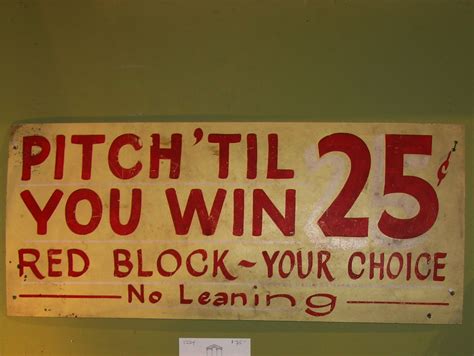 PITCH 'TIL 25¢
YOU WIN
RED BLOCK ~ YOUR CHOICE
No Leaning